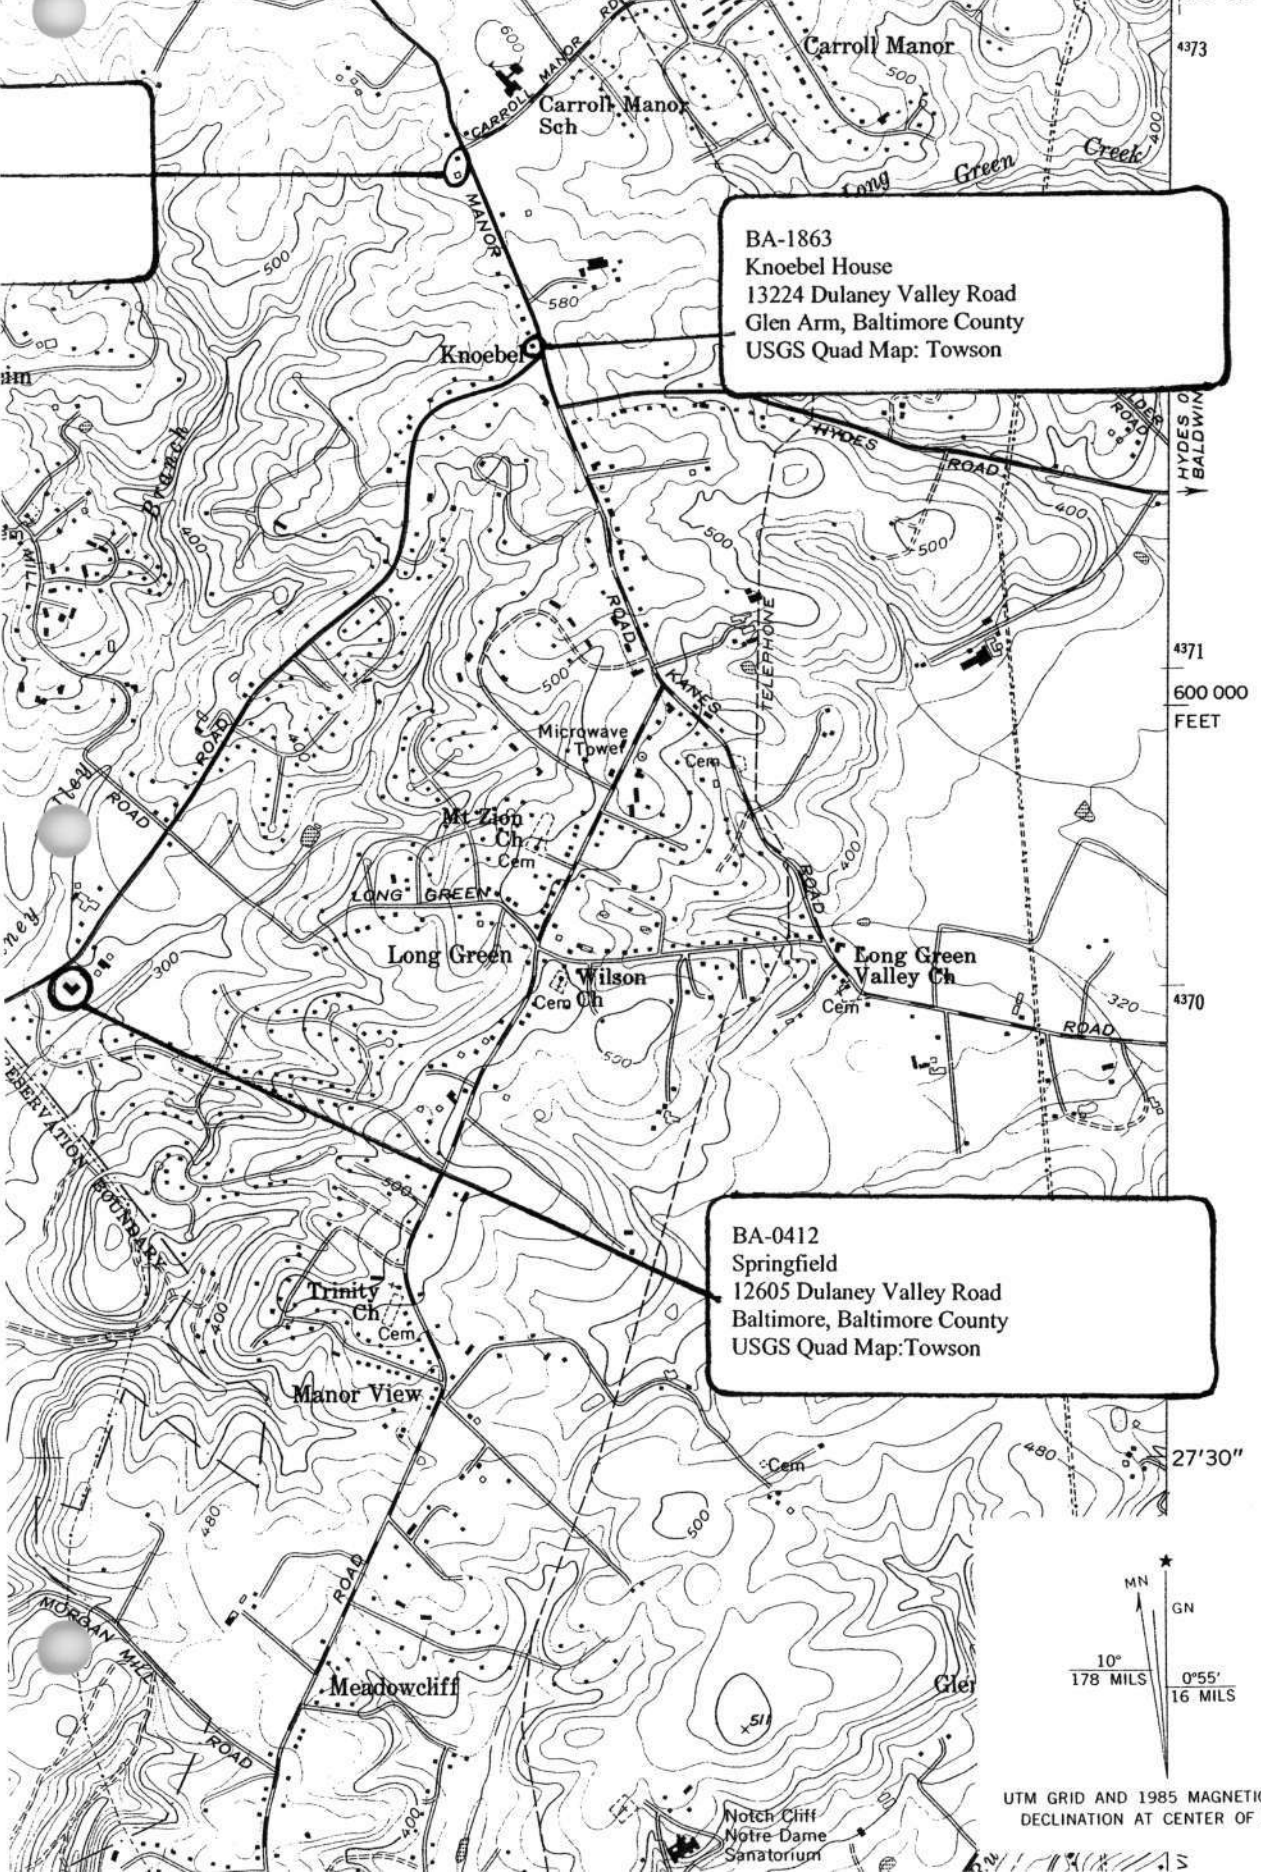 4373
600
RD
Carroll Manor
500
CARROLL MANOR
Carroll Manor
Sch
400
Long Green Creek
MANOR
500
580
BA-1863
Knoebel House
13224 Dulaney Valley Road
Glen Arm, Baltimore County
USGS Quad Map: Towson
Knoebel
HYDES ROAD
ROAD
HYDES
BALDWIN
Branch
400
MILL
400
500
500
ROAD
TELEPHONE
KANES
4371
600 000
FEET
500
Microwave
Tower
Cem
ROAD
400
ROAD
Mt Zion
Ch
Cem
400
ROAD
LONG GREEN
Long Green
Wilson
Ch
Cem
Long Green
Valley Ch
Cem
300
4370
320
ROAD
500
BOUNDARY
500
BA-0412
Springfield
12605 Dulaney Valley Road
Baltimore, Baltimore County
USGS Quad Map:Towson
Trinity
Ch
Cem
400
Manor View
480
27'30"
Cem
500
480
ROAD
MORGAN MILL
ROAD
Meadowcliff
511
MN
GN
10°
178 MILS
0°55'
16 MILS
UTM GRID AND 1985 MAGNETIC
DECLINATION AT CENTER OF
400
Notch Cliff
Notre Dame
Sanatorium